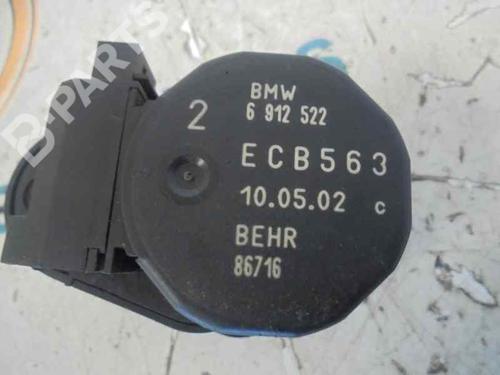 BMW
2 6 912 522
ECB563
10.05.02 c
BEHR
86716
B-PARTS